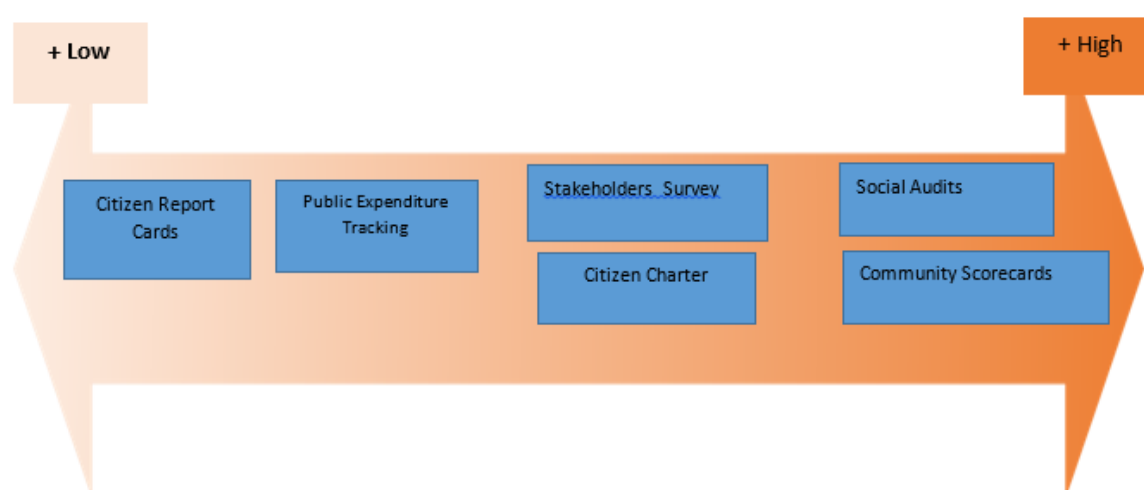 + Low
+ High
Citizen Report
Cards
Public Expenditure
Tracking
Stakeholders Survey
Citizen Charter
Social Audits
Community Scorecards